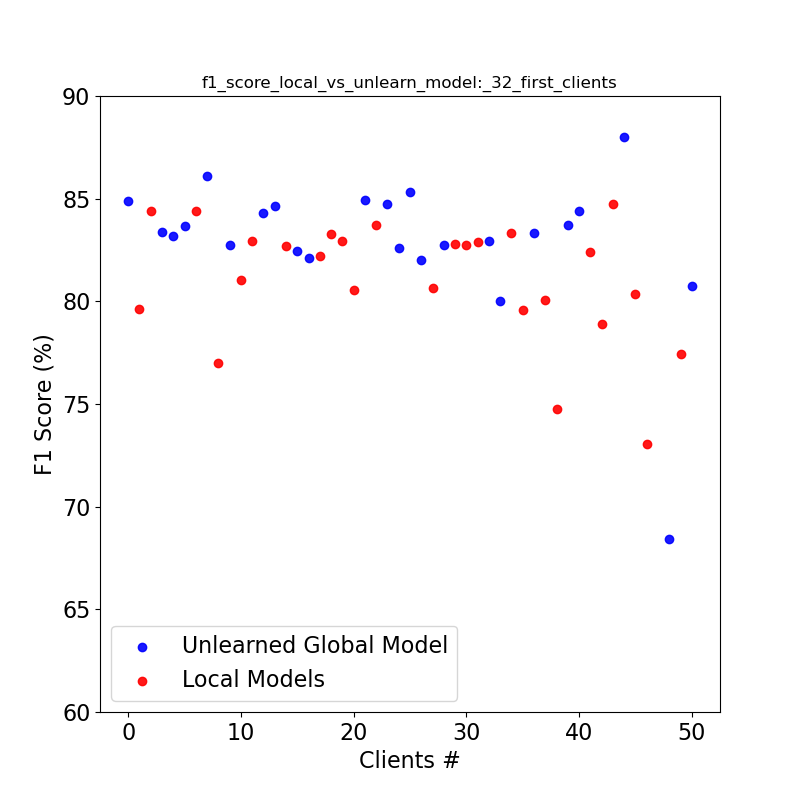 f1_score_local_vs_unlearn_model:_32_first_clients
90
85
80
75
70
65
60
F1 Score (%)
Unlearned Global Model
Local Models
0 10 20 30 40 50
Clients #